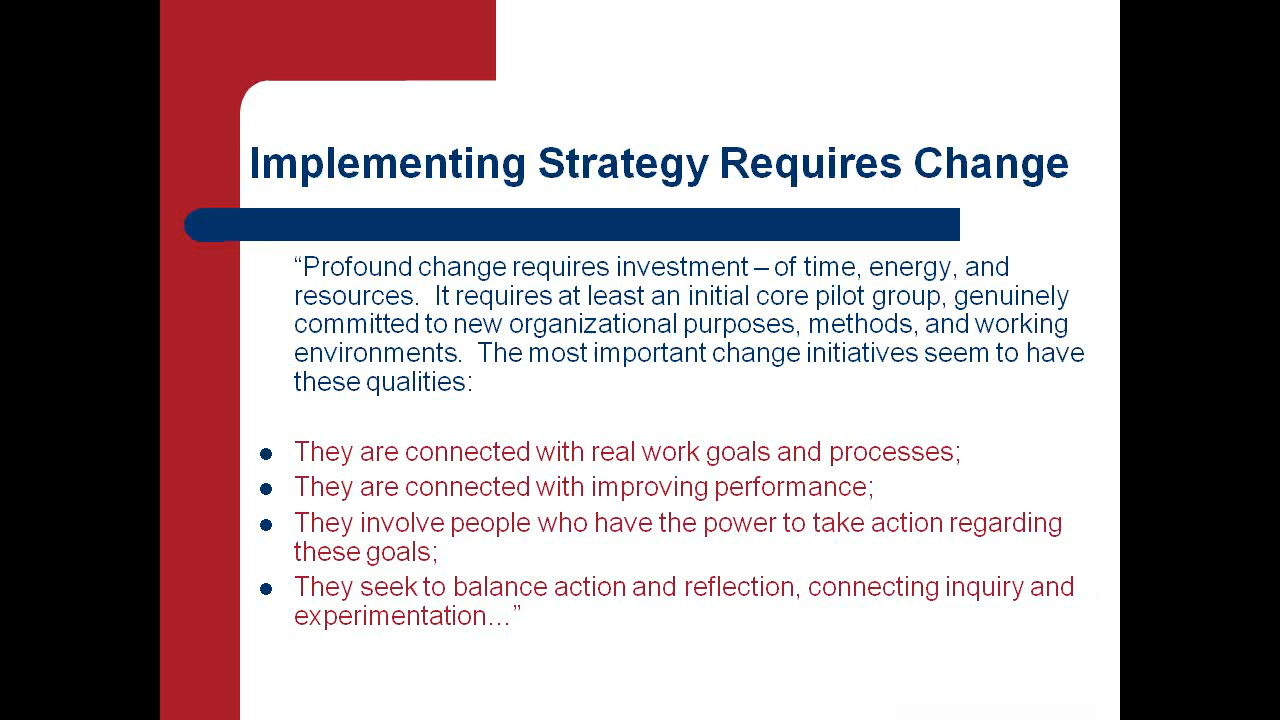 Implementing Strategy Requires Change
“Profound change requires investment – of time, energy, and
resources.  It requires at least an initial core pilot group, genuinely
committed to new organizational purposes, methods, and working
environments.  The most important change initiatives seem to have
these qualities:
● They are connected with real work goals and processes;
● They are connected with improving performance;
● They involve people who have the power to take action regarding
these goals;
● They seek to balance action and reflection, connecting inquiry and
experimentation…”